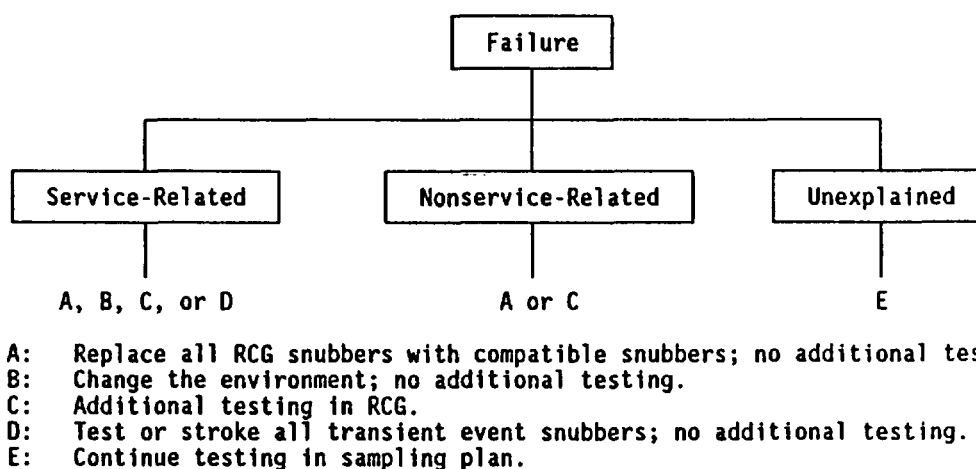 Failure
Service-Related
Nonservice-Related
Unexplained
A, B, C, or D
A or C
E
A: Replace all RCG snubbers with compatible snubbers; no additional tes
B: Change the environment; no additional testing.
C: Additional testing in RCG.
D: Test or stroke all transient event snubbers; no additional testing.
E: Continue testing in sampling plan.